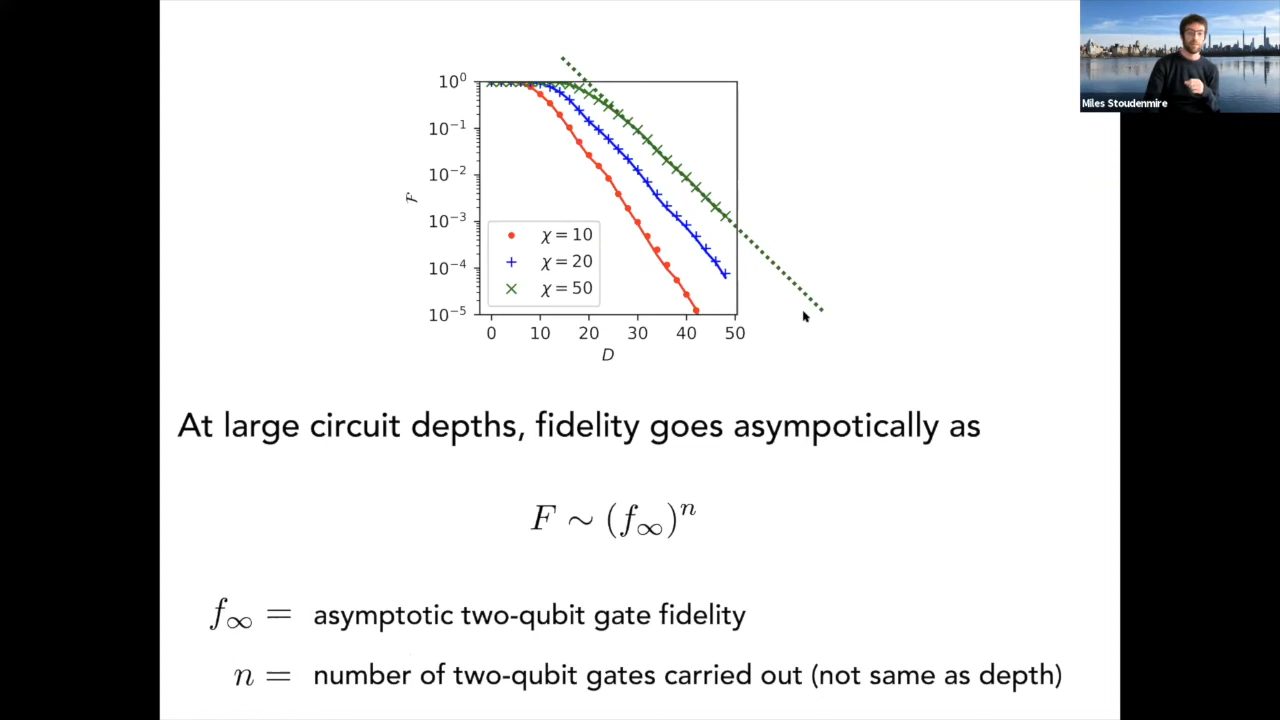 Miles Stoudenmire
10⁰
10⁻¹
10⁻²
10⁻³
10⁻⁴
10⁻⁵
ℱ
χ = 10
χ = 20
χ = 50
0 10 20 30 40 50
D
At large circuit depths, fidelity goes asympotically as
F ∼ (f∞)ⁿ
f∞ = asymptotic two-qubit gate fidelity
n = number of two-qubit gates carried out (not same as depth)